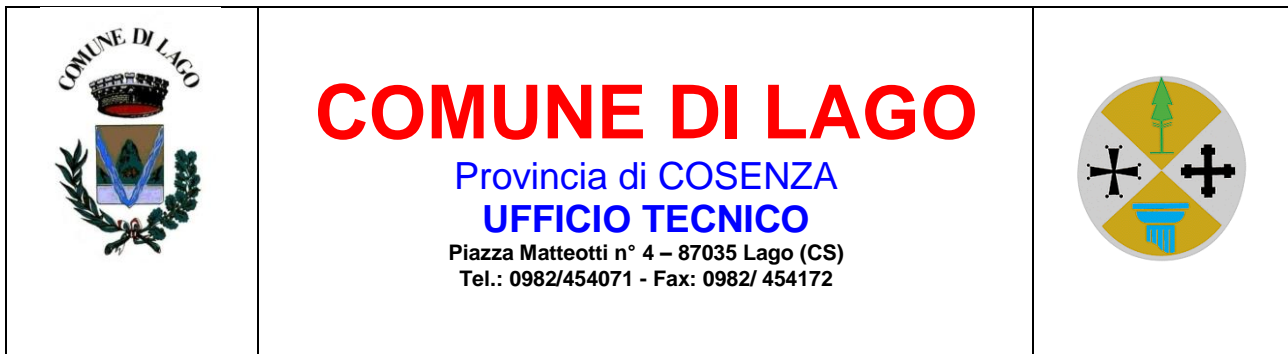 COMUNE DI LAGO
COMUNE DI LAGO
Provincia di COSENZA
UFFICIO TECNICO
Piazza Matteotti n° 4 – 87035 Lago (CS)
Tel.: 0982/454071 - Fax: 0982/ 454172